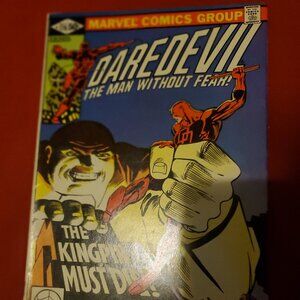 MARVEL COMICS GROUP
DAREDEVIL
THE MAN WITHOUT FEAR!
THE
KINGPIN
MUST DIE!